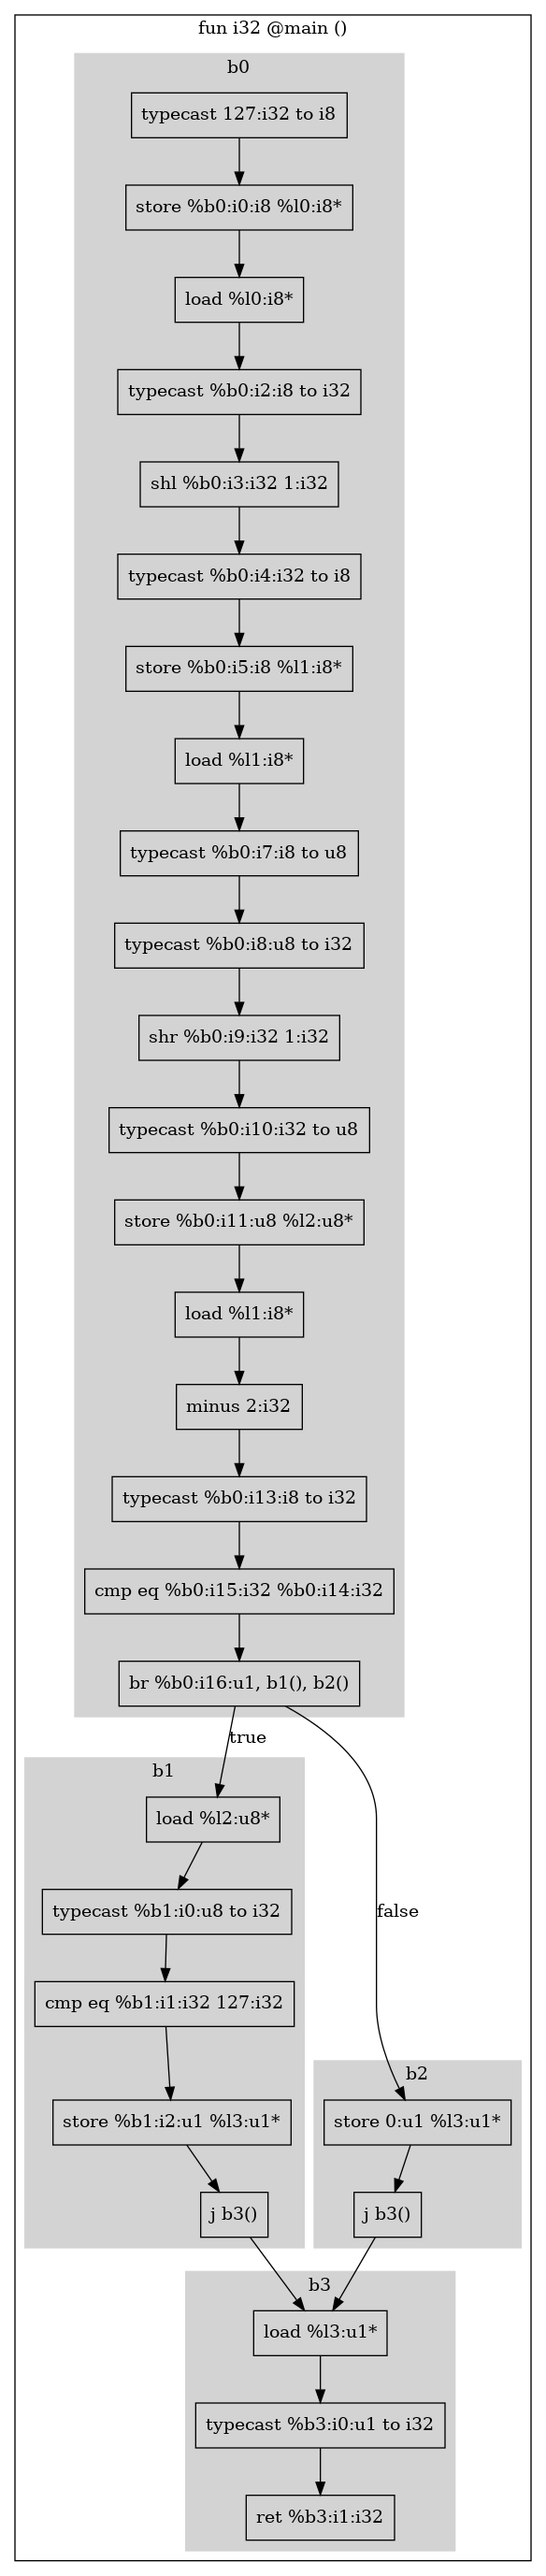 fun i32 @main ()
b0
typecast 127:i32 to i8
store %b0:i0:i8 %l0:i8*
load %l0:i8*
typecast %b0:i2:i8 to i32
shl %b0:i3:i32 1:i32
typecast %b0:i4:i32 to i8
store %b0:i5:i8 %l1:i8*
load %l1:i8*
typecast %b0:i7:i8 to u8
typecast %b0:i8:u8 to i32
shr %b0:i9:i32 1:i32
typecast %b0:i10:i32 to u8
store %b0:i11:u8 %l2:u8*
load %l1:i8*
minus 2:i32
typecast %b0:i13:i8 to i32
cmp eq %b0:i15:i32 %b0:i14:i32
br %b0:i16:u1, b1(), b2()
true
b1
load %l2:u8*
typecast %b1:i0:u8 to i32
false
cmp eq %b1:i1:i32 127:i32
b2
store %b1:i2:u1 %l3:u1*
store 0:u1 %l3:u1*
j b3()
j b3()
b3
load %l3:u1*
typecast %b3:i0:u1 to i32
ret %b3:i1:i32